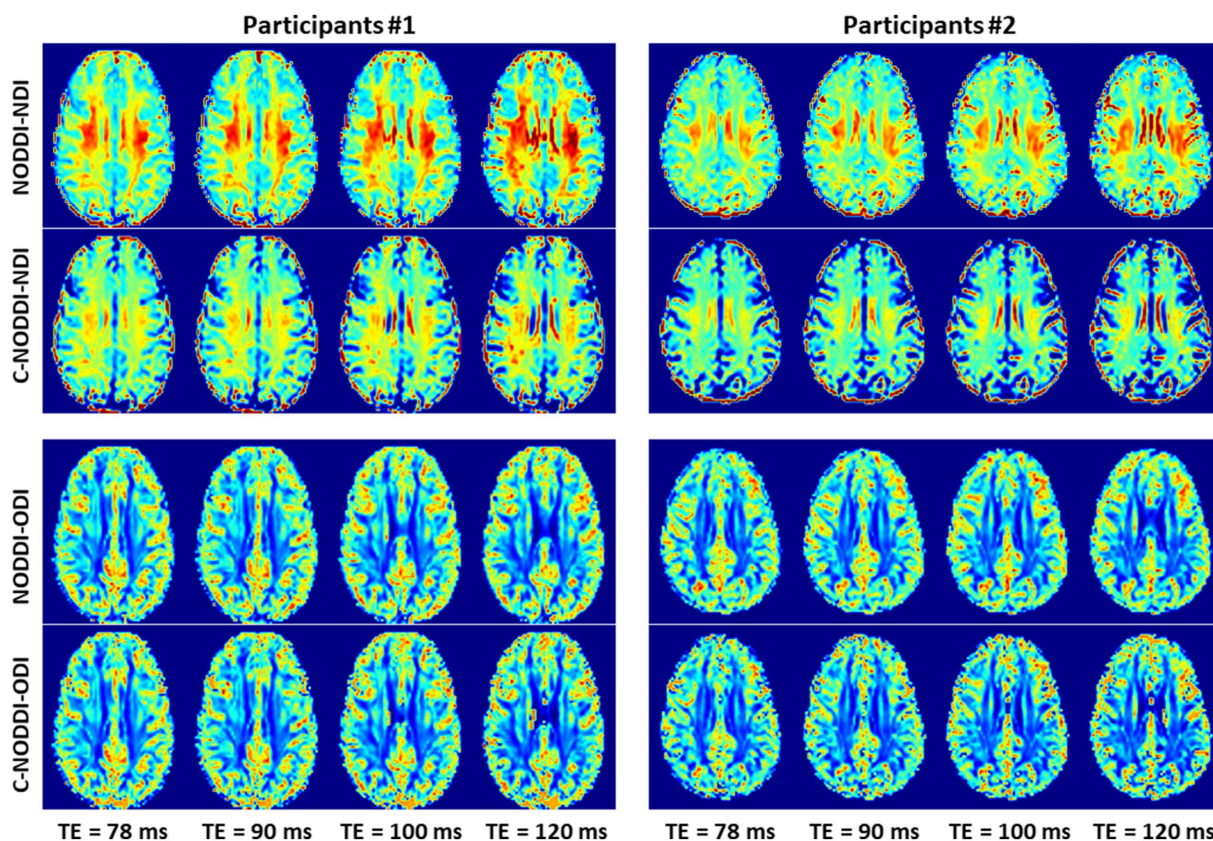 Participants #1
Participants #2
NODDI-NDI
C-NODDI-NDI
NODDI-ODI
C-NODDI-ODI
TE = 78 ms
TE = 90 ms
TE = 100 ms
TE = 120 ms
TE = 78 ms
TE = 90 ms
TE = 100 ms
TE = 120 ms